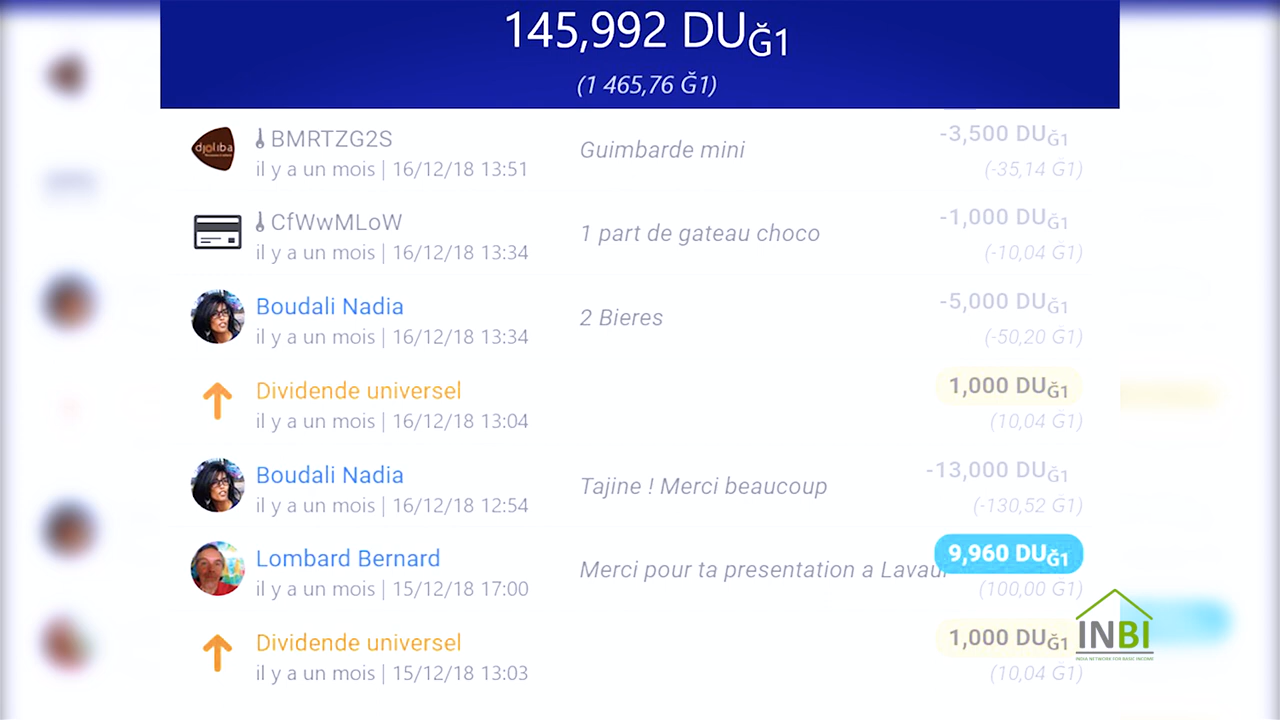 145,992 DUĞ1
(1 465,76 Ğ1)
djoliba
BMRTZG2S
il y a un mois | 16/12/18 13:51
Guimbarde mini
-3,500 DUĞ1
(-35,14 Ğ1)
CfWwMLoW
il y a un mois | 16/12/18 13:34
1 part de gateau choco
-1,000 DUĞ1
(-10,04 Ğ1)
Boudali Nadia
il y a un mois | 16/12/18 13:34
2 Bieres
-5,000 DUĞ1
(-50,20 Ğ1)
Dividende universel
il y a un mois | 16/12/18 13:04
1,000 DUĞ1
(10,04 Ğ1)
Boudali Nadia
il y a un mois | 16/12/18 12:54
Tajine ! Merci beaucoup
-13,000 DUĞ1
(-130,52 Ğ1)
Lombard Bernard
il y a un mois | 15/12/18 17:00
Merci pour ta presentation a Lavaur
9,960 DUĞ1
(100,00 Ğ1)
Dividende universel
il y a un mois | 15/12/18 13:03
1,000 DUĞ1
(10,04 Ğ1)
INBI
INDIA NETWORK FOR BASIC INCOME